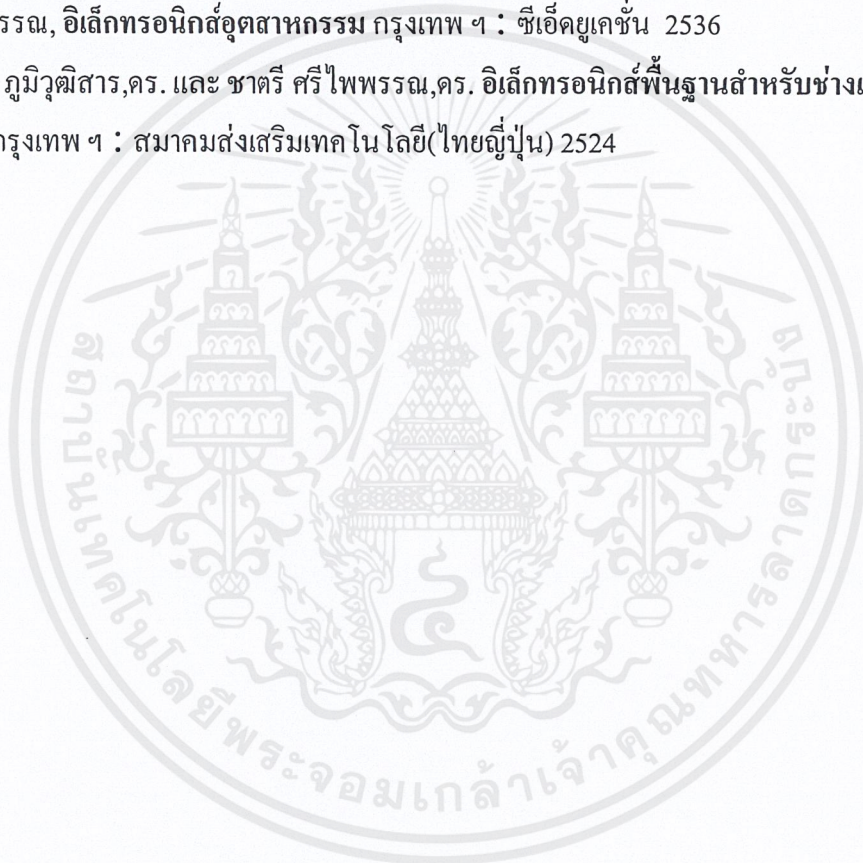 รรณ, อิเล็กทรอนิกส์อุตสาหกรรม กรุงเทพ ฯ : ซีเอ็คยูเคชั่น 2536
ภูมิวุฒิสาร,ดร. และ ชาตรี ศรีไพพรรณ,ดร. อิเล็กทรอนิกส์พื้นฐานสำหรับช่าง
กรุงเทพ ฯ : สมาคมส่งเสริมเทคโนโลยี(ไทยญี่ปุ่น) 2524
สถาบันเทคโนโลยีพระจอมเกล้าเจ้าคุณทหารลาดกระบัง